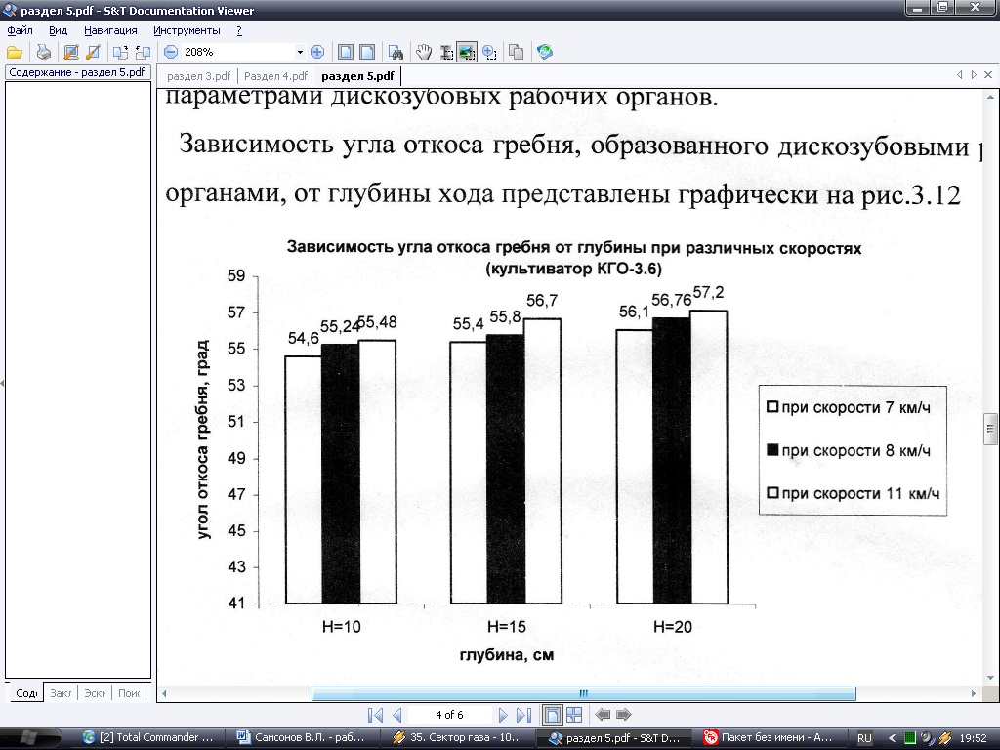 раздел 5.pdf - S&T Documentation Viewer
Файл Вид Навигация Инструменты ?
208%
Содержание - раздел 5.pdf
раздел 3.pdf Раздел 4.pdf раздел 5.pdf
параметрами дискозубовых рабочих органов.
Зависимость угла откоса гребня, образованного дискозубовыми
органами, от глубины хода представлены графически на рис.3.12
Зависимость угла откоса гребня от глубины при различных скоростях
(культиватор КГО-3.6)
угол откоса гребня, град
59
57
55
53
51
49
47
45
43
41
54,6 55,24 55,48
55,4 55,8 56,7
56,1 56,76 57,2
H=10 H=15 H=20
глубина, см
при скорости 7 км/ч
при скорости 8 км/ч
при скорости 11 км/ч
Закл Эски Поис
4 of 6
[2] Total Commander ... Самсонов В.Л. - раб... 35. Сектор газа - 10... раздел 5.pdf - S&T D... Пакет без имени - A... RU 19:52